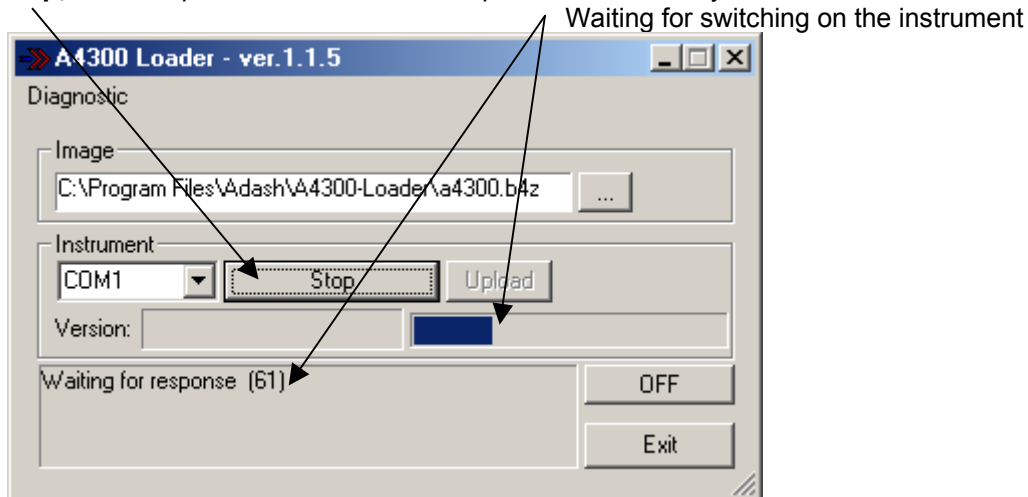 Waiting for switching on the instrument
A4300 Loader - ver.1.1.5
Diagnostic
Image
C:\Program Files\Adash\A4300-Loader\a4300.b4z ...
Instrument
COM1 Stop Upload
Version:
Waiting for response (61)
OFF
Exit